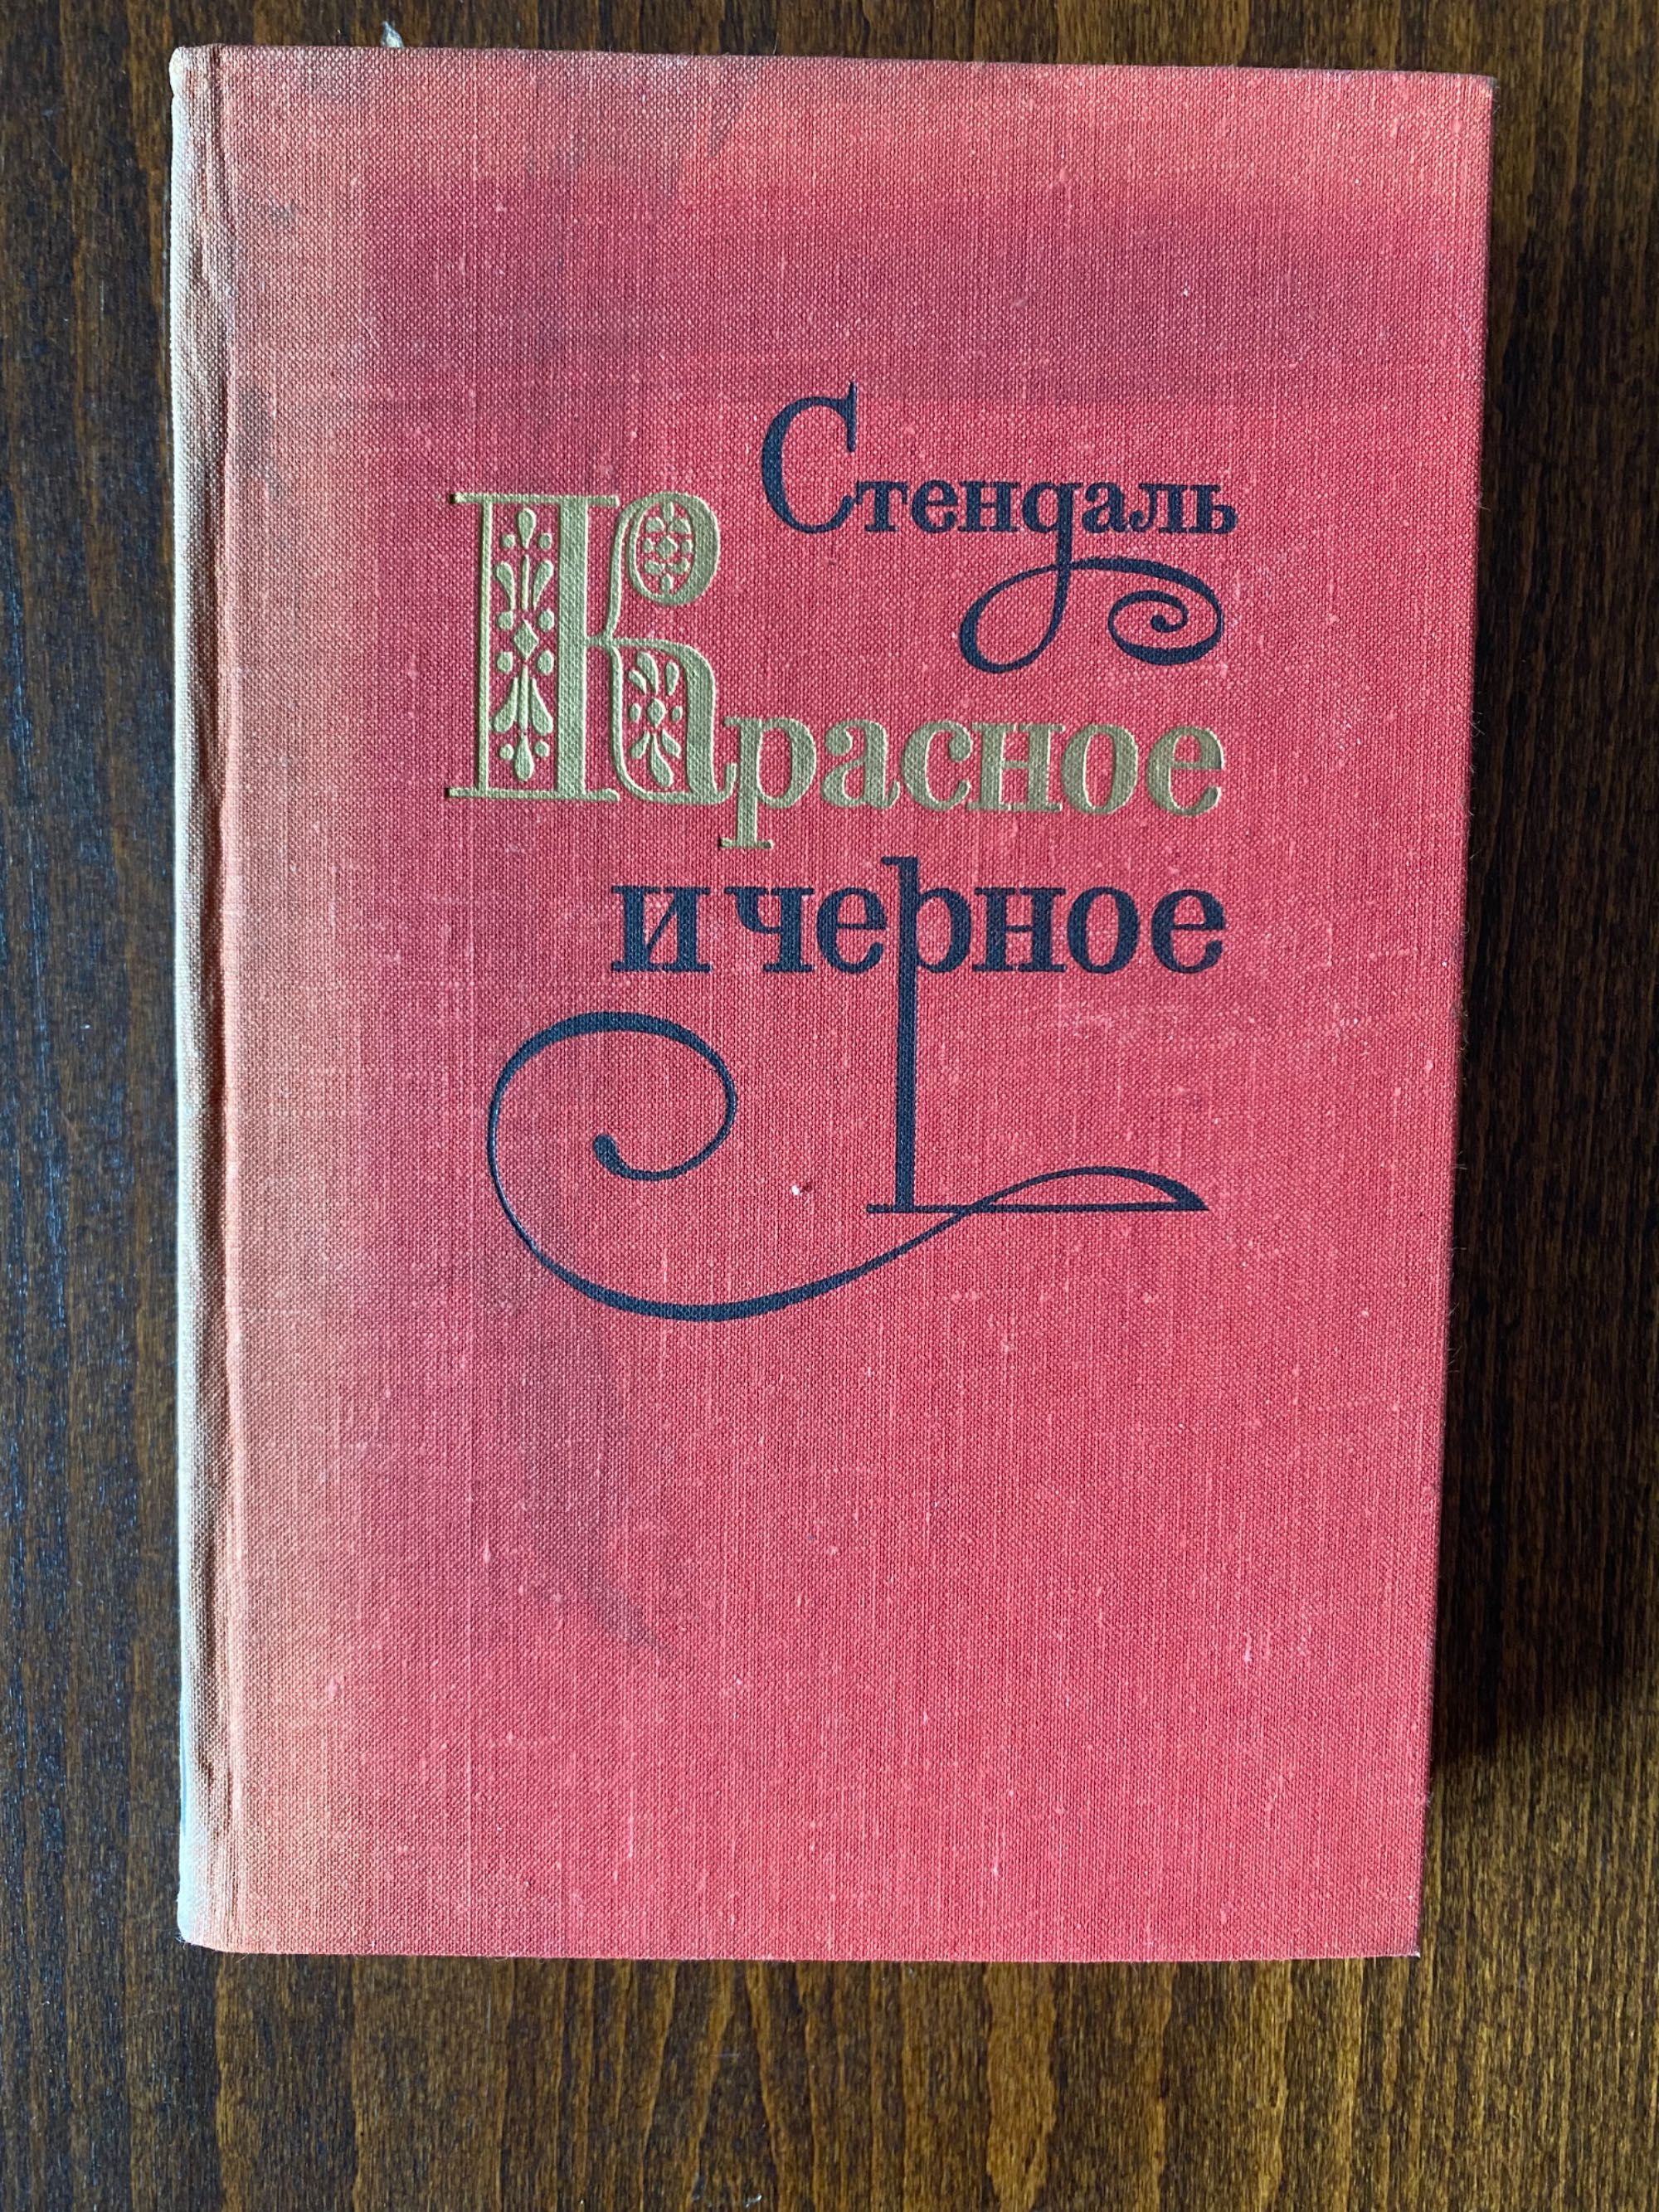 Стендаль
Красное
и черное